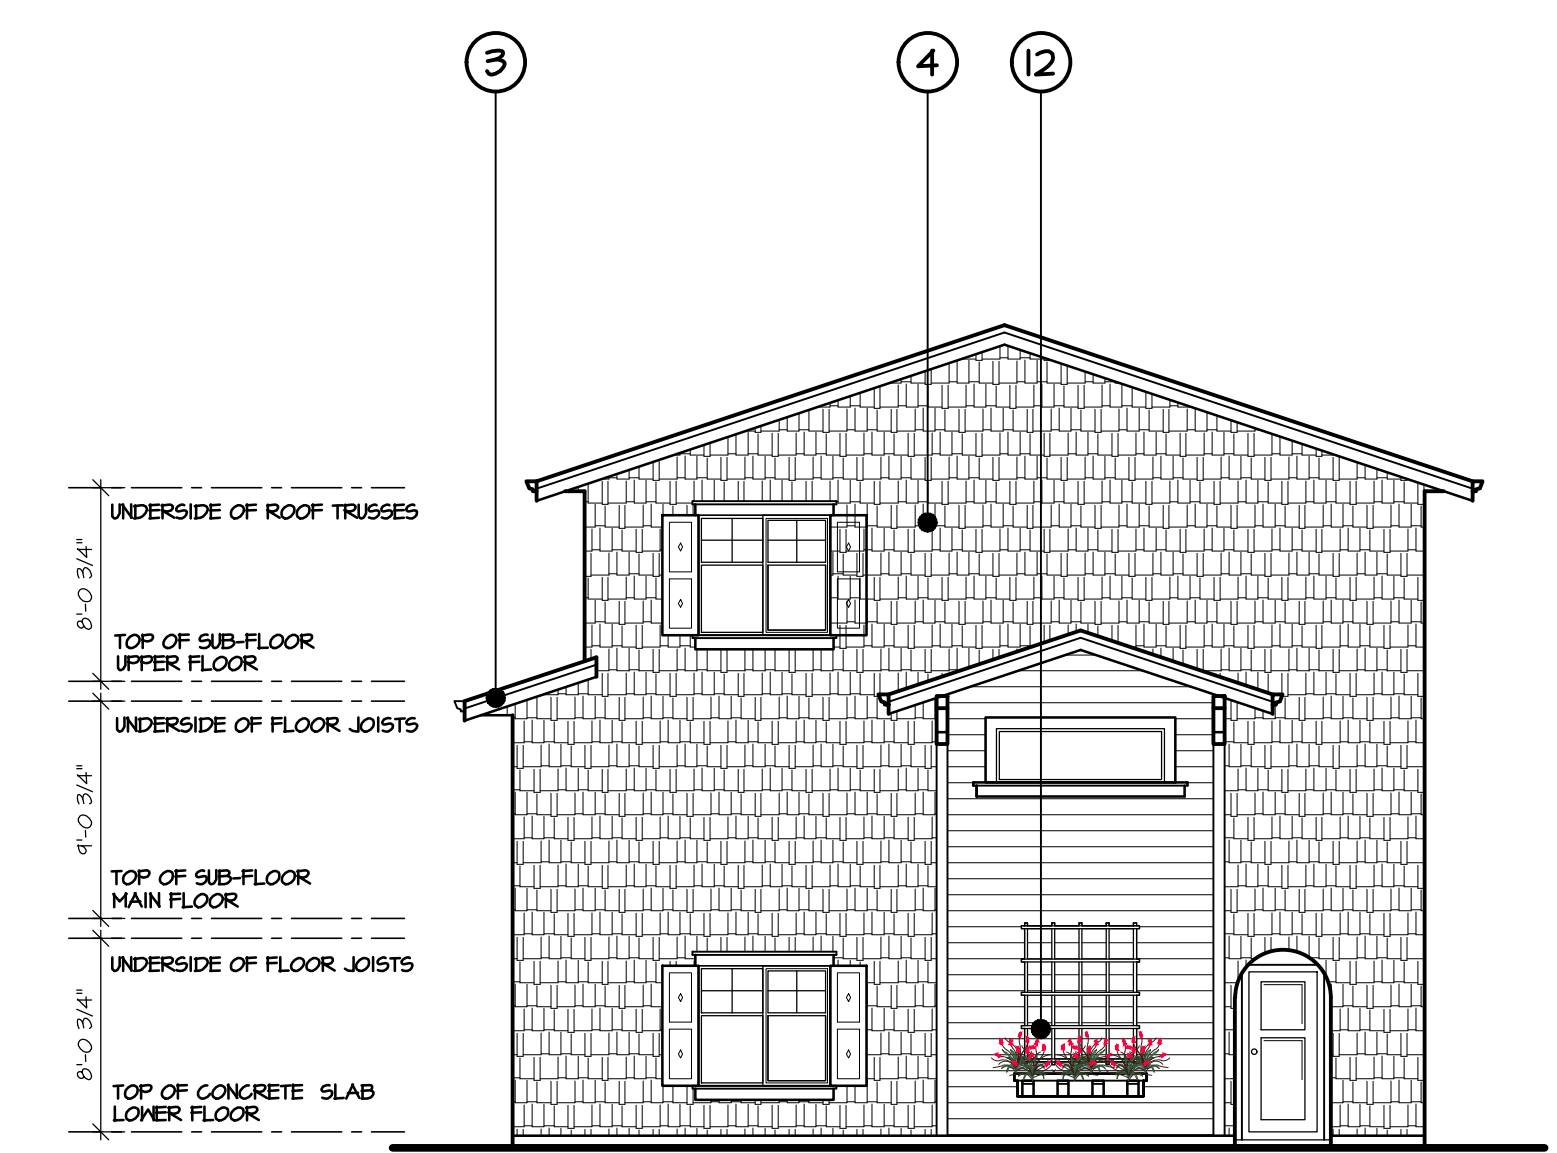 3 4 12
UNDERSIDE OF ROOF TRUSSES
8'-0 3/4"
TOP OF SUB-FLOOR
UPPER FLOOR
UNDERSIDE OF FLOOR JOISTS
9'-0 3/4"
TOP OF SUB-FLOOR
MAIN FLOOR
UNDERSIDE OF FLOOR JOISTS
8'-0 3/4"
TOP OF CONCRETE SLAB
LOWER FLOOR